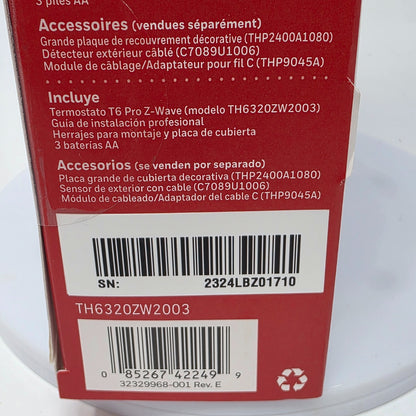 3 piles AA
Accessoires (vendues séparément)
Grande plaque de recouvrement décorative (THP2400A1080)
Détecteur extérieur câblé (C7089U1006)
Module de câblage/Adaptateur pour fil C (THP9045A)
Incluye
Termostato T6 Pro Z-Wave (modelo TH6320ZW2003)
Guía de instalación profesional
Herrajes para montaje y placa de cubierta
3 baterías AA
Accesorios (se venden por separado)
Placa grande de cubierta decorativa (THP2400A1080)
Sensor de exterior con cable (C7089U1006)
Módulo de cableado/Adaptador del cable C (THP9045A)
SN: 2324LBZ01710
TH6320ZW2003
0 85267 42249 9
32329968-001 Rev. E